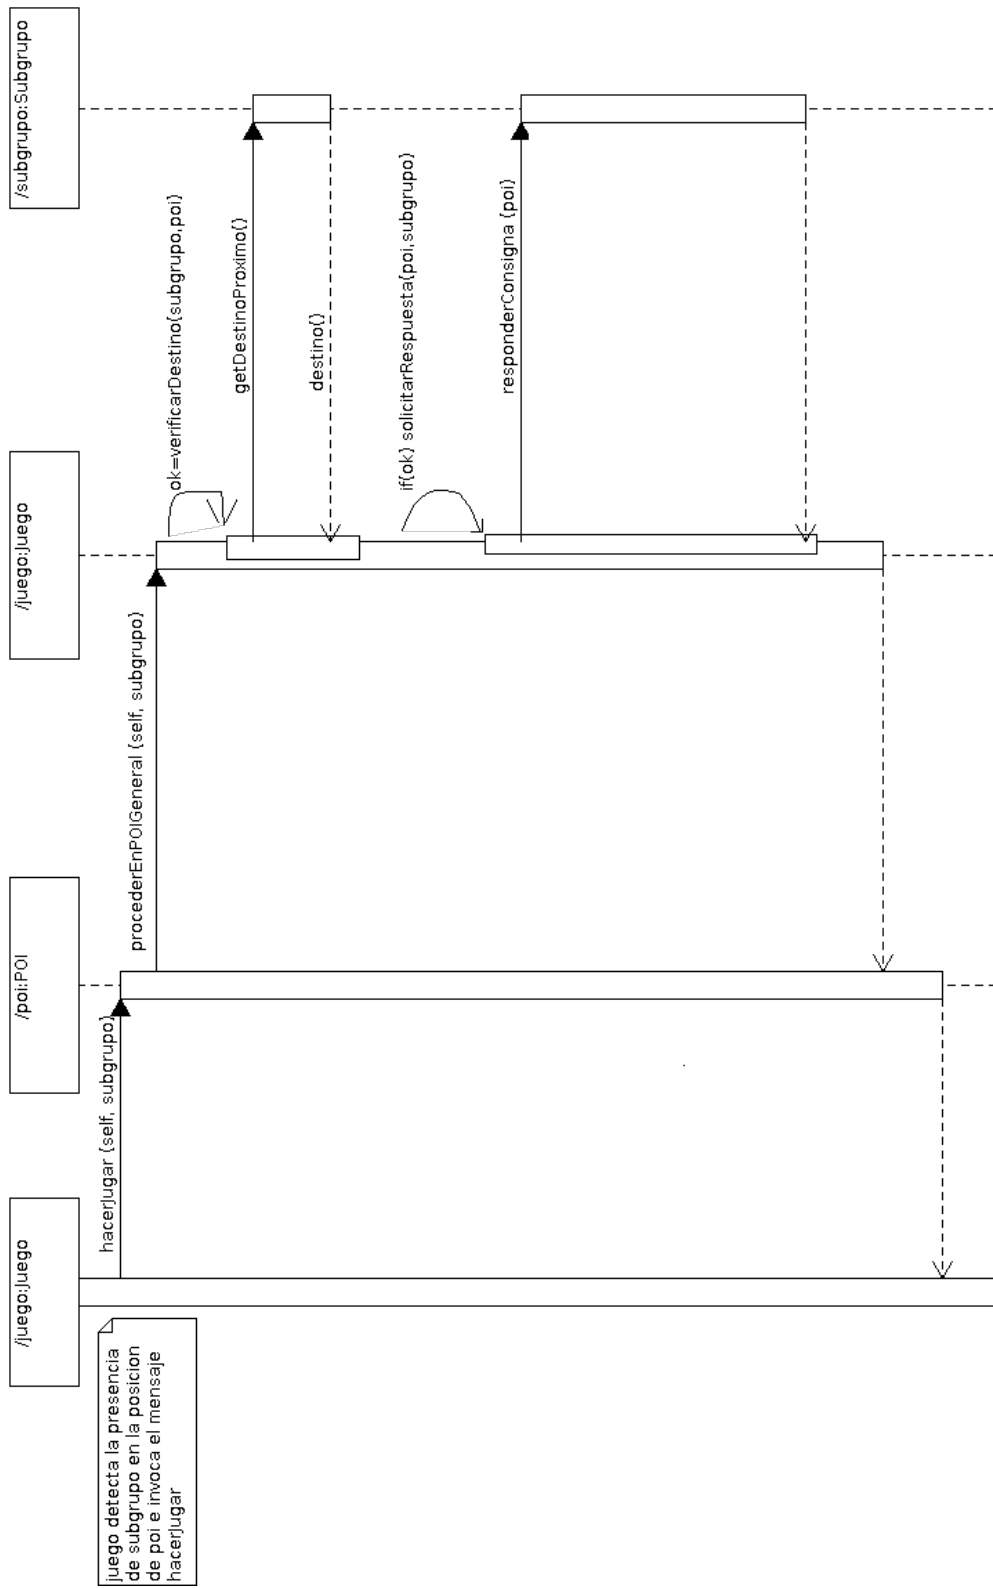 /juego:Juego
/poi:POI
/juego:Juego
/subgrupo:Subgrupo
juego detecta la presencia
de subgrupo en la posicion
de poi e invoca el mensaje
hacerJugar
hacerJugar (self, subgrupo)
procederEnPOIGeneral (self, subgrupo)
ok=verificarDestino(subgrupo,poi)
getDestinoProximo()
destino()
if(ok) solicitarRespuesta(poi,subgrupo)
responderConsigna (poi)